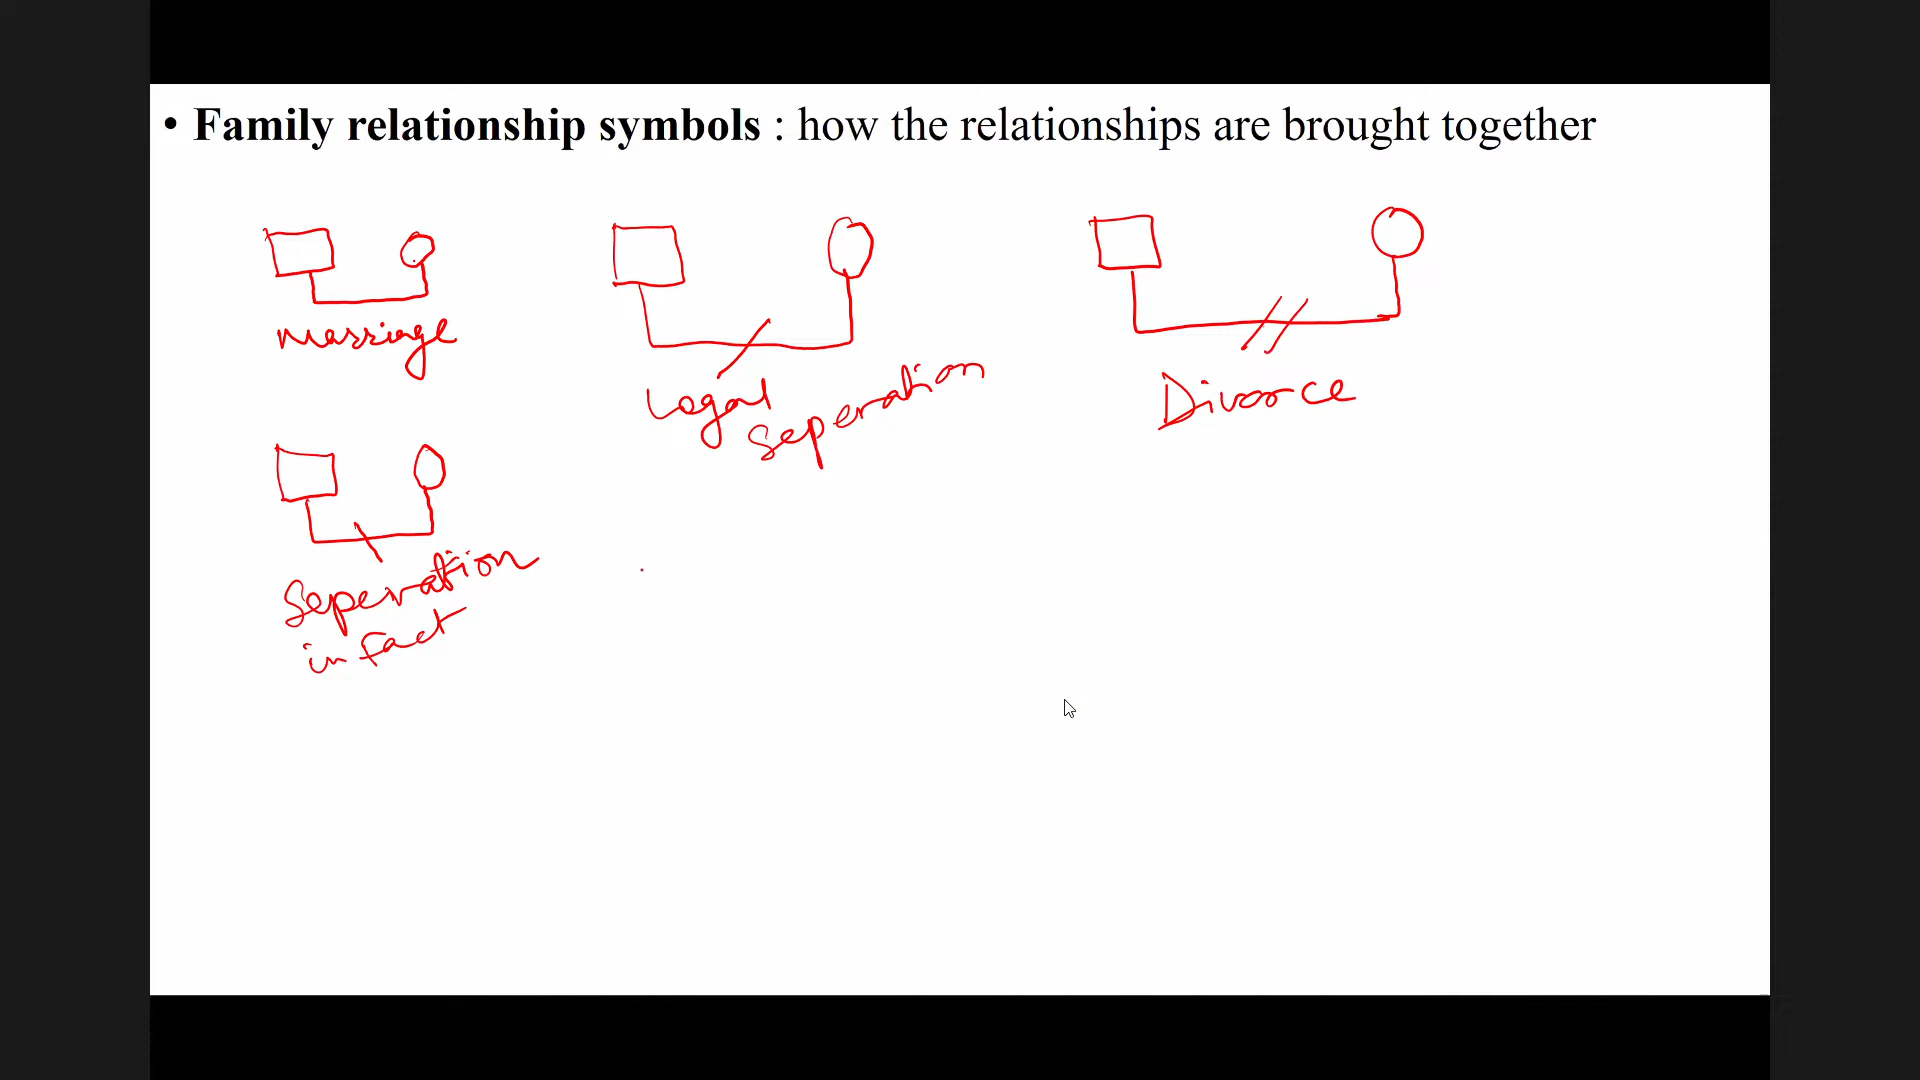 • Family relationship symbols : how the relationships are brought together
Marriage
Legal
Seperation
Divorce
Seperation
in Fact